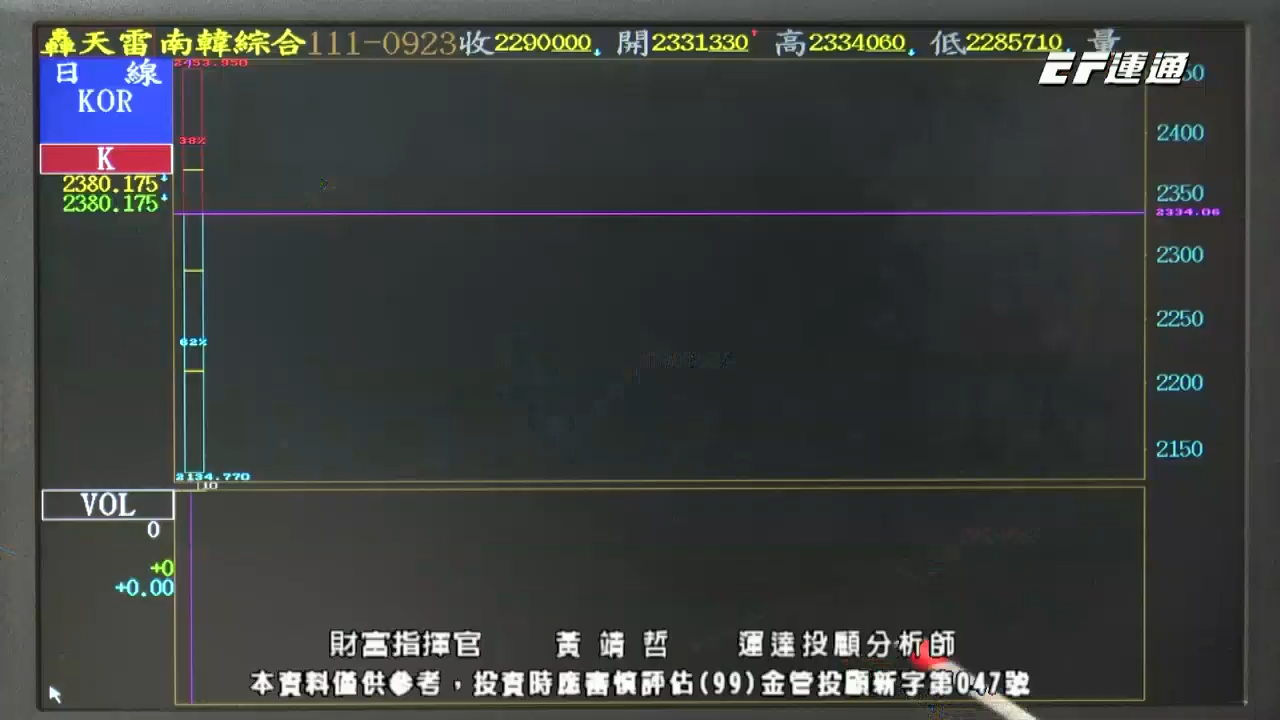 轟天雷 南韓綜合111-0923收2290000 開2331330 高2334060 低2285710 量
EF運通
日 線
KOR
K
2380.175
2380.175
2453.950
38%
62%
2134.770
10
2400
2350
2334.06
2300
2250
2200
2150
VOL
0
+0
+0.00
財富指揮官 黃靖哲 運達投顧分析師
本資料僅供參考，投資時應審慎評估(99)金管投顧新字第047號